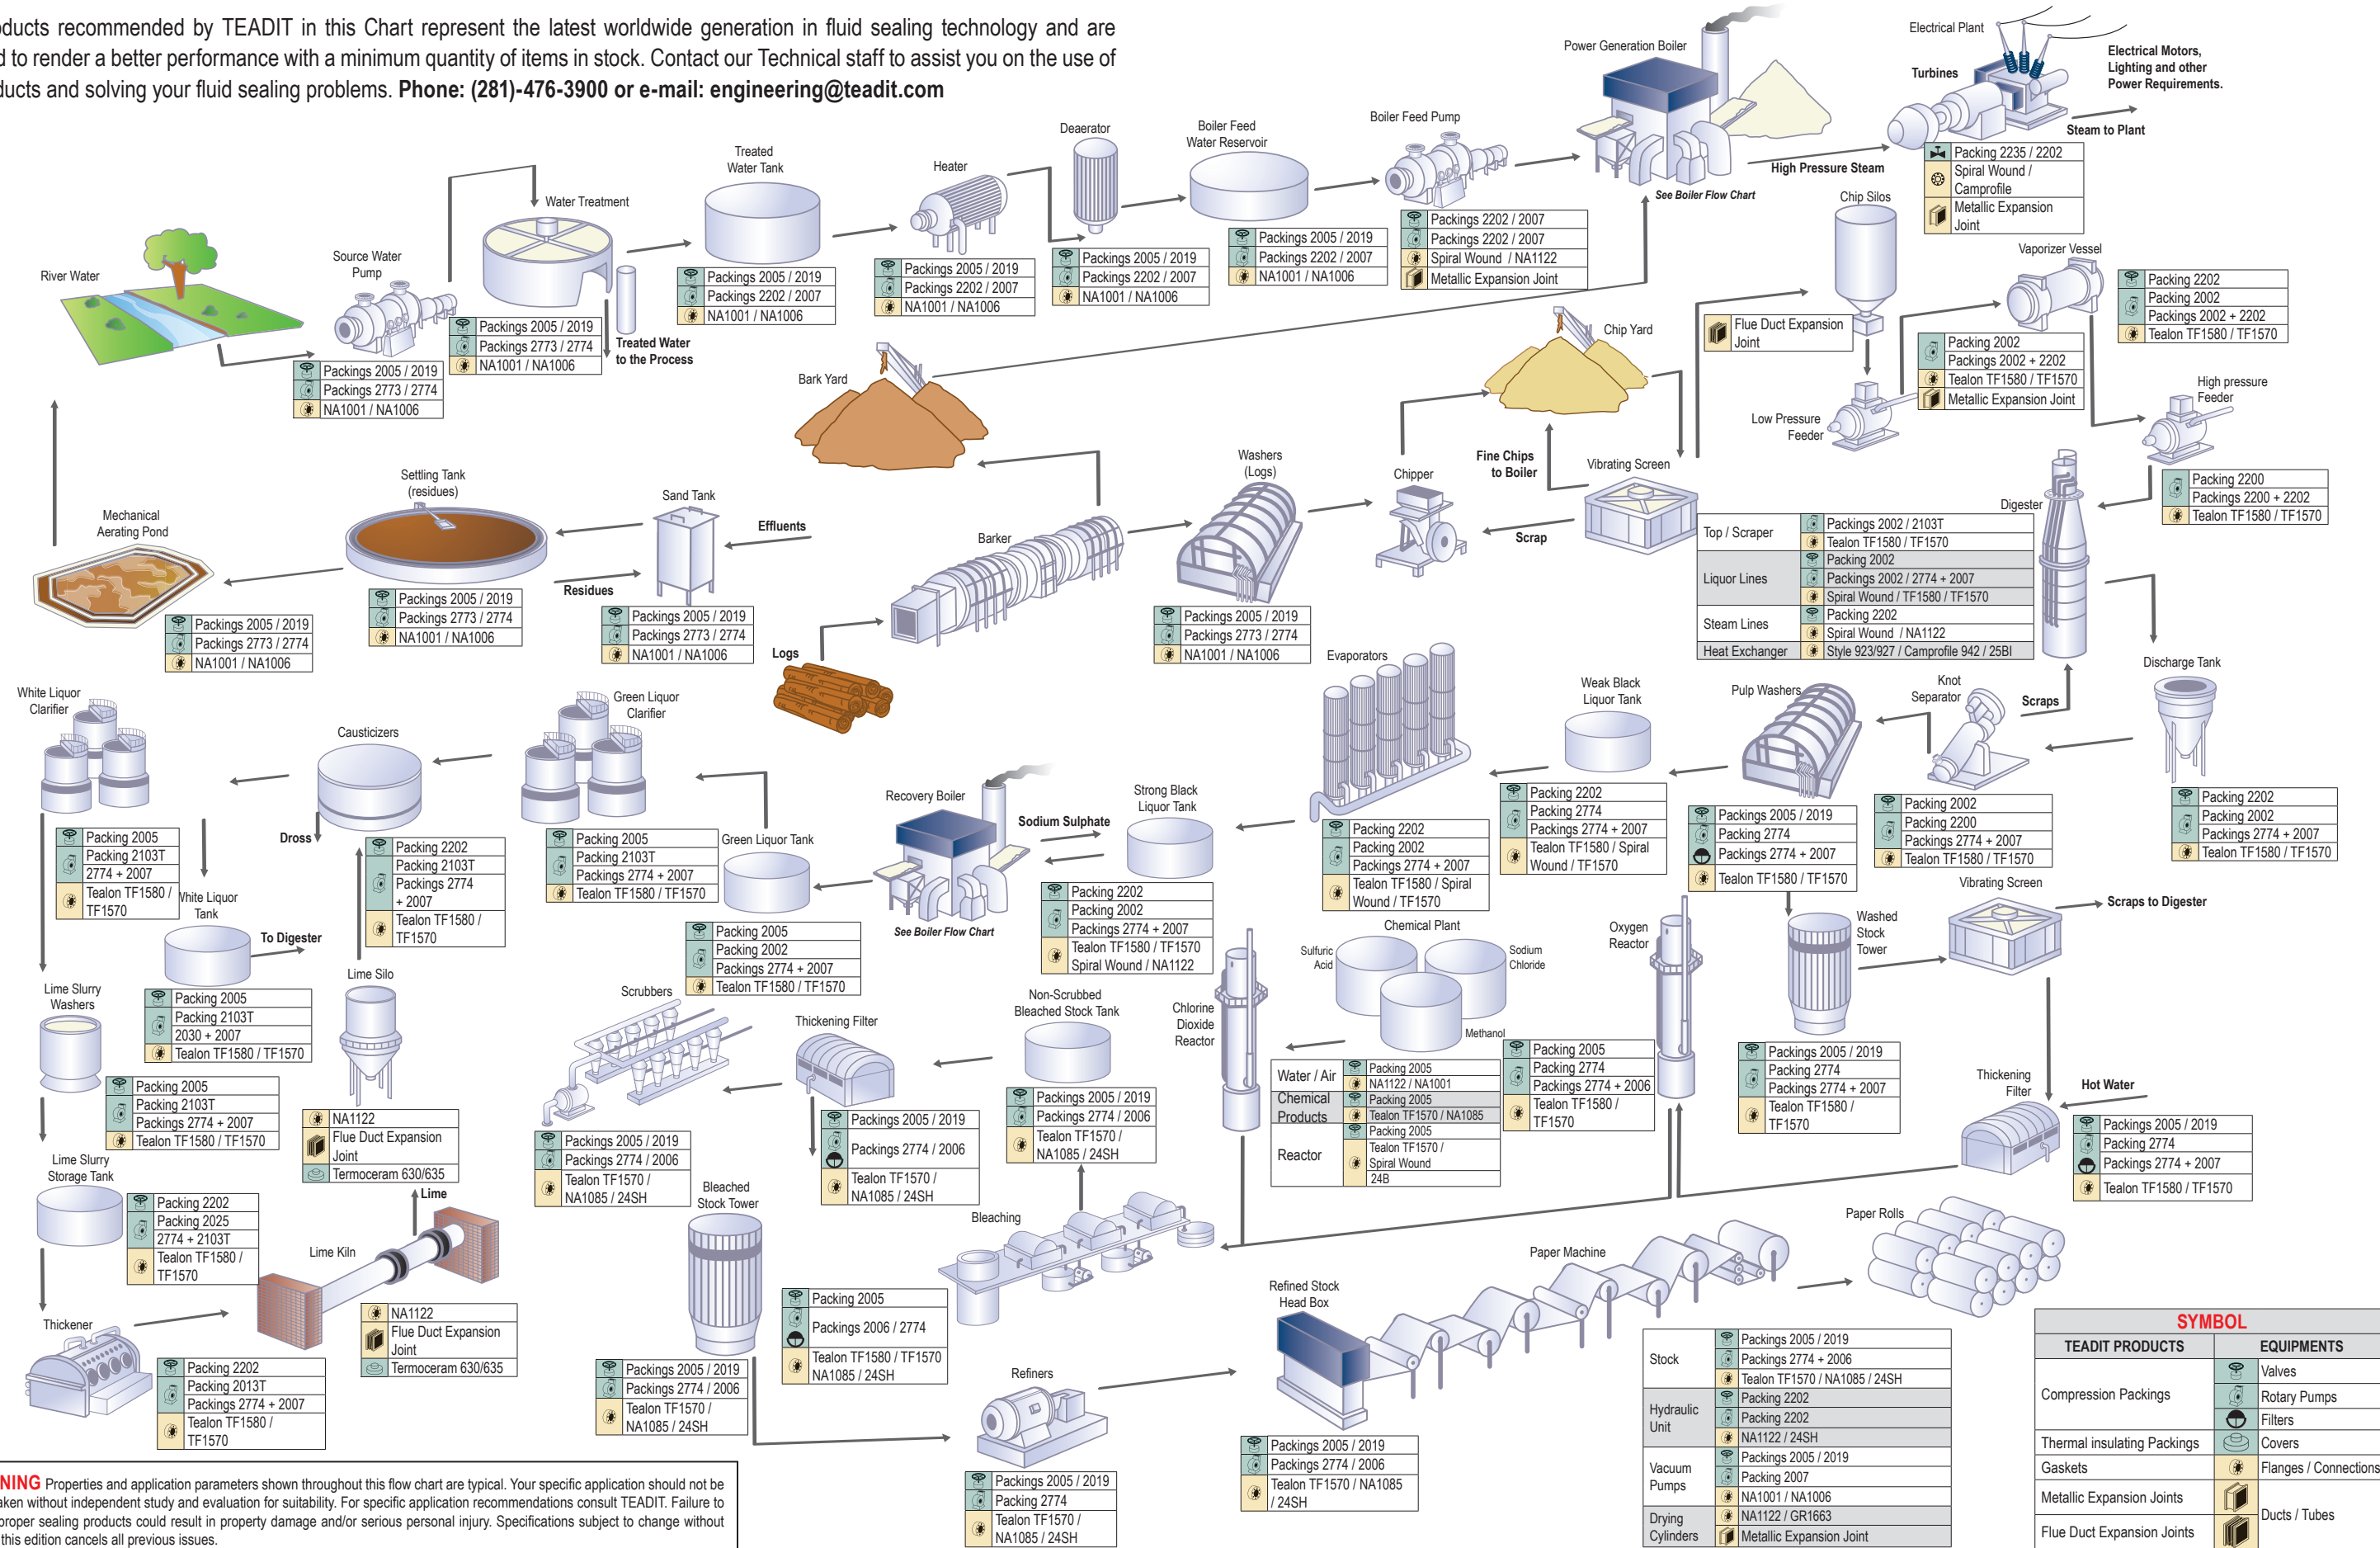 oducts recommended by TEADIT in this Chart represent the latest worldwide generation in fluid sealing technology and are
d to render a better performance with a minimum quantity of items in stock. Contact our Technical staff to assist you on the use of
ducts and solving your fluid sealing problems. Phone: (281)-476-3900 or e-mail: engineering@teadit.com
River Water
Source Water
Pump
Packings 2005 / 2019
Packings 2773 / 2774
NA1001 / NA1006
Water Treatment
Packings 2005 / 2019
Packings 2773 / 2774
NA1001 / NA1006
Treated Water
to the Process
Treated
Water Tank
Packings 2005 / 2019
Packings 2202 / 2007
NA1001 / NA1006
Heater
Packings 2005 / 2019
Packings 2202 / 2007
NA1001 / NA1006
Deaerator
Packings 2005 / 2019
Packings 2202 / 2007
NA1001 / NA1006
Boiler Feed
Water Reservoir
Packings 2005 / 2019
Packings 2202 / 2007
NA1001 / NA1006
Boiler Feed Pump
Packings 2202 / 2007
Packings 2202 / 2007
Spiral Wound / NA1122
Metallic Expansion Joint
Power Generation Boiler
See Boiler Flow Chart
High Pressure Steam
Electrical Plant
Turbines
Electrical Motors,
Lighting and other
Power Requirements.
Steam to Plant
Packing 2235 / 2202
Spiral Wound /
Camprofile
Metallic Expansion
Joint
Chip Silos
Flue Duct Expansion
Joint
Vaporizer Vessel
Packing 2202
Packing 2002
Packings 2002 + 2202
Tealon TF1580 / TF1570
Low Pressure
Feeder
Packing 2002
Packings 2002 + 2202
Tealon TF1580 / TF1570
Metallic Expansion Joint
High pressure
Feeder
Packing 2200
Packings 2200 + 2202
Tealon TF1580 / TF1570
Chip Yard
Bark Yard
Mechanical
Aerating Pond
Packings 2005 / 2019
Packings 2773 / 2774
NA1001 / NA1006
Settling Tank
(residues)
Packings 2005 / 2019
Packings 2773 / 2774
NA1001 / NA1006
Sand Tank
Effluents
Residues
Packings 2005 / 2019
Packings 2773 / 2774
NA1001 / NA1006
Logs
Barker
Washers
(Logs)
Packings 2005 / 2019
Packings 2773 / 2774
NA1001 / NA1006
Chipper
Fine Chips
to Boiler
Scrap
Vibrating Screen
Digester
Top / Scraper
Packings 2002 / 2103T
Tealon TF1580 / TF1570
Liquor Lines
Packing 2002
Packings 2002 / 2774 + 2007
Spiral Wound / TF1580 / TF1570
Steam Lines
Packing 2202
Spiral Wound / NA1122
Heat Exchanger
Style 923/927 / Camprofile 942 / 25BI
Discharge Tank
Packing 2202
Packing 2002
Packings 2774 + 2007
Tealon TF1580 / TF1570
Knot
Separator
Scraps
Packing 2002
Packing 2200
Packings 2774 + 2007
Tealon TF1580 / TF1570
Pulp Washers
Packings 2005 / 2019
Packing 2774
Packings 2774 + 2007
Tealon TF1580 / TF1570
Weak Black
Liquor Tank
Packing 2202
Packing 2774
Packings 2774 + 2007
Tealon TF1580 / Spiral
Wound / TF1570
Evaporators
Packing 2202
Packing 2002
Packings 2774 + 2007
Tealon TF1580 / Spiral
Wound / TF1570
Strong Black
Liquor Tank
Sodium Sulphate
Packing 2202
Packing 2002
Packings 2774 + 2007
Tealon TF1580 / TF1570
Spiral Wound / NA1122
Recovery Boiler
See Boiler Flow Chart
Green Liquor Tank
Packing 2005
Packing 2002
Packings 2774 + 2007
Tealon TF1580 / TF1570
Green Liquor
Clarifier
Packing 2005
Packing 2103T
Packings 2774 + 2007
Tealon TF1580 / TF1570
Causticizers
Dross
Packing 2202
Packing 2103T
Packings 2774
+ 2007
Tealon TF1580 /
TF1570
White Liquor
Clarifier
Packing 2005
Packing 2103T
2774 + 2007
Tealon TF1580 /
TF1570
White Liquor
Tank
To Digester
Packing 2005
Packing 2103T
2030 + 2007
Tealon TF1580 / TF1570
Lime Slurry
Washers
Packing 2005
Packing 2103T
Packings 2774 + 2007
Tealon TF1580 / TF1570
Lime Silo
NA1122
Flue Duct Expansion
Joint
Termoceram 630/635
Lime
Lime Slurry
Storage Tank
Packing 2202
Packing 2025
2774 + 2103T
Tealon TF1580 /
TF1570
Lime Kiln
NA1122
Flue Duct Expansion
Joint
Termoceram 630/635
Thickener
Packing 2202
Packing 2013T
Packings 2774 + 2007
Tealon TF1580 /
TF1570
Scrubbers
Packings 2005 / 2019
Packings 2774 / 2006
Tealon TF1570 /
NA1085 / 24SH
Thickening Filter
Packings 2005 / 2019
Packings 2774 / 2006
Tealon TF1570 /
NA1085 / 24SH
Non-Scrubbed
Bleached Stock Tank
Packings 2005 / 2019
Packings 2774 / 2006
Tealon TF1570 /
NA1085 / 24SH
Chlorine
Dioxide
Reactor
Chemical Plant
Sulfuric
Acid
Sodium
Chloride
Methanol
Water / Air
Packing 2005
NA1122 / NA1001
Chemical
Products
Packing 2005
Tealon TF1570 / NA1085
Reactor
Packing 2005
Tealon TF1570 /
Spiral Wound
24B
Oxygen
Reactor
Packing 2005
Packing 2774
Packings 2774 + 2006
Tealon TF1580 /
TF1570
Washed
Stock
Tower
Packings 2005 / 2019
Packing 2774
Packings 2774 + 2007
Tealon TF1580 /
TF1570
Vibrating Screen
Scraps to Digester
Thickening
Filter
Hot Water
Packings 2005 / 2019
Packing 2774
Packings 2774 + 2007
Tealon TF1580 / TF1570
Bleaching
Packing 2005
Packings 2006 / 2774
Tealon TF1580 / TF1570
NA1085 / 24SH
Bleached
Stock Tower
Packings 2005 / 2019
Packings 2774 / 2006
Tealon TF1570 /
NA1085 / 24SH
Refiners
Packings 2005 / 2019
Packing 2774
Tealon TF1570 /
NA1085 / 24SH
Refined Stock
Head Box
Packings 2005 / 2019
Packings 2774 / 2006
Tealon TF1570 / NA1085
/ 24SH
Paper Machine
Stock
Packings 2005 / 2019
Packings 2774 + 2006
Tealon TF1570 / NA1085 / 24SH
Hydraulic
Unit
Packing 2202
Packing 2202
NA1122 / 24SH
Vacuum
Pumps
Packings 2005 / 2019
Packing 2007
NA1001 / NA1006
Drying
Cylinders
NA1122 / GR1663
Metallic Expansion Joint
Paper Rolls
SYMBOL
TEADIT PRODUCTS
EQUIPMENTS
Compression Packings
Valves
Rotary Pumps
Filters
Thermal insulating Packings
Covers
Gaskets
Flanges / Connections
Metallic Expansion Joints
Flue Duct Expansion Joints
Ducts / Tubes
NING Properties and application parameters shown throughout this flow chart are typical. Your specific application should not be
aken without independent study and evaluation for suitability. For specific application recommendations consult TEADIT. Failure to
proper sealing products could result in property damage and/or serious personal injury. Specifications subject to change without
this edition cancels all previous issues.